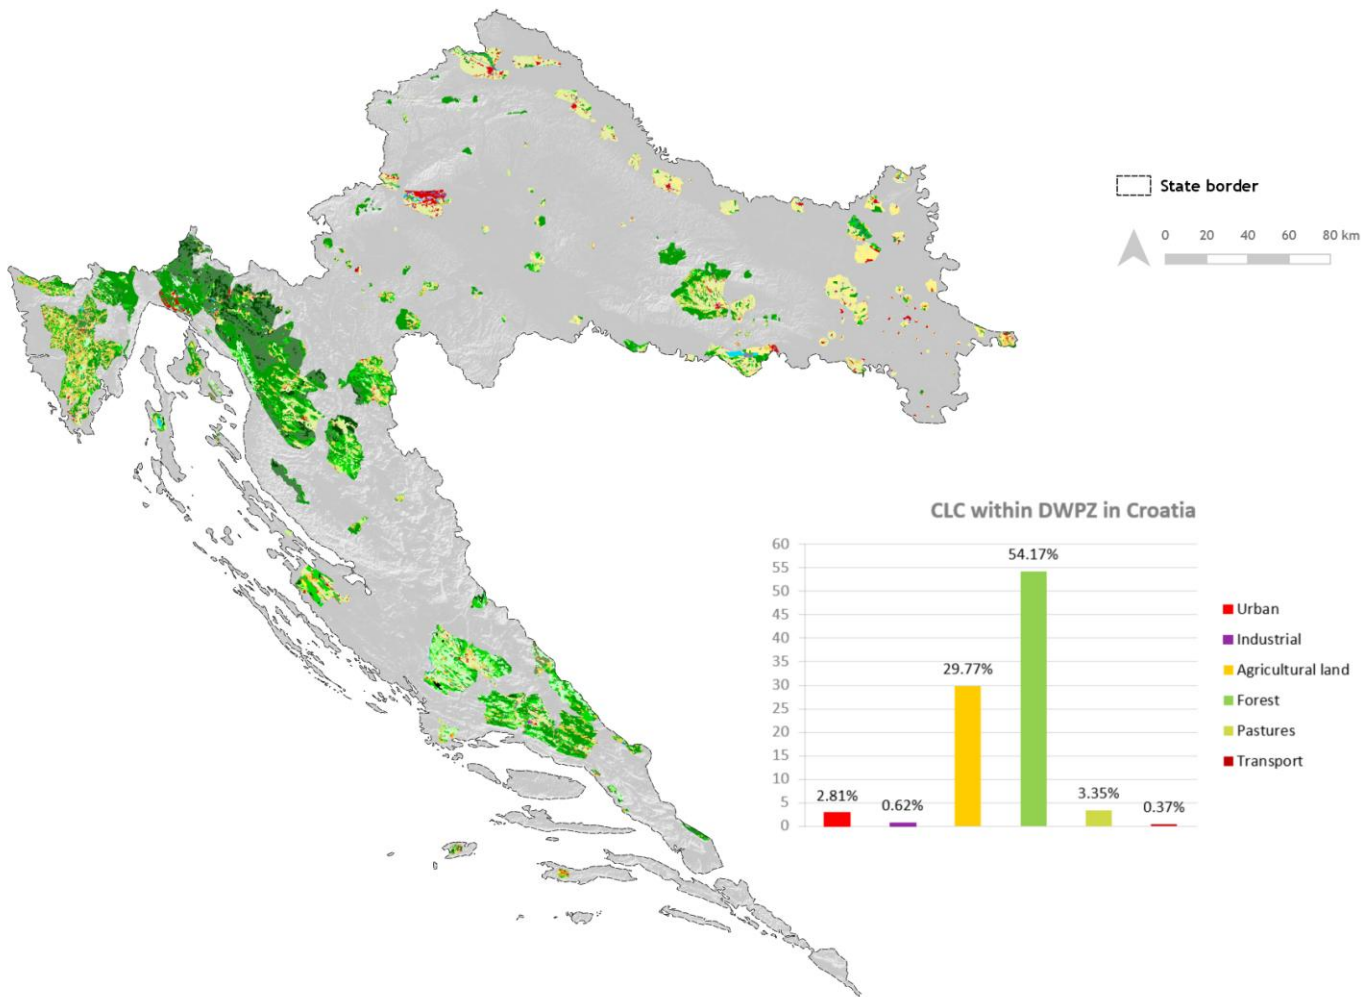 State border
0 20 40 60 80 km
CLC within DWPZ in Croatia
60
55
50
45
40
35
30
25
20
15
10
5
0
2.81%
0.62%
29.77%
54.17%
3.35%
0.37%
Urban
Industrial
Agricultural land
Forest
Pastures
Transport